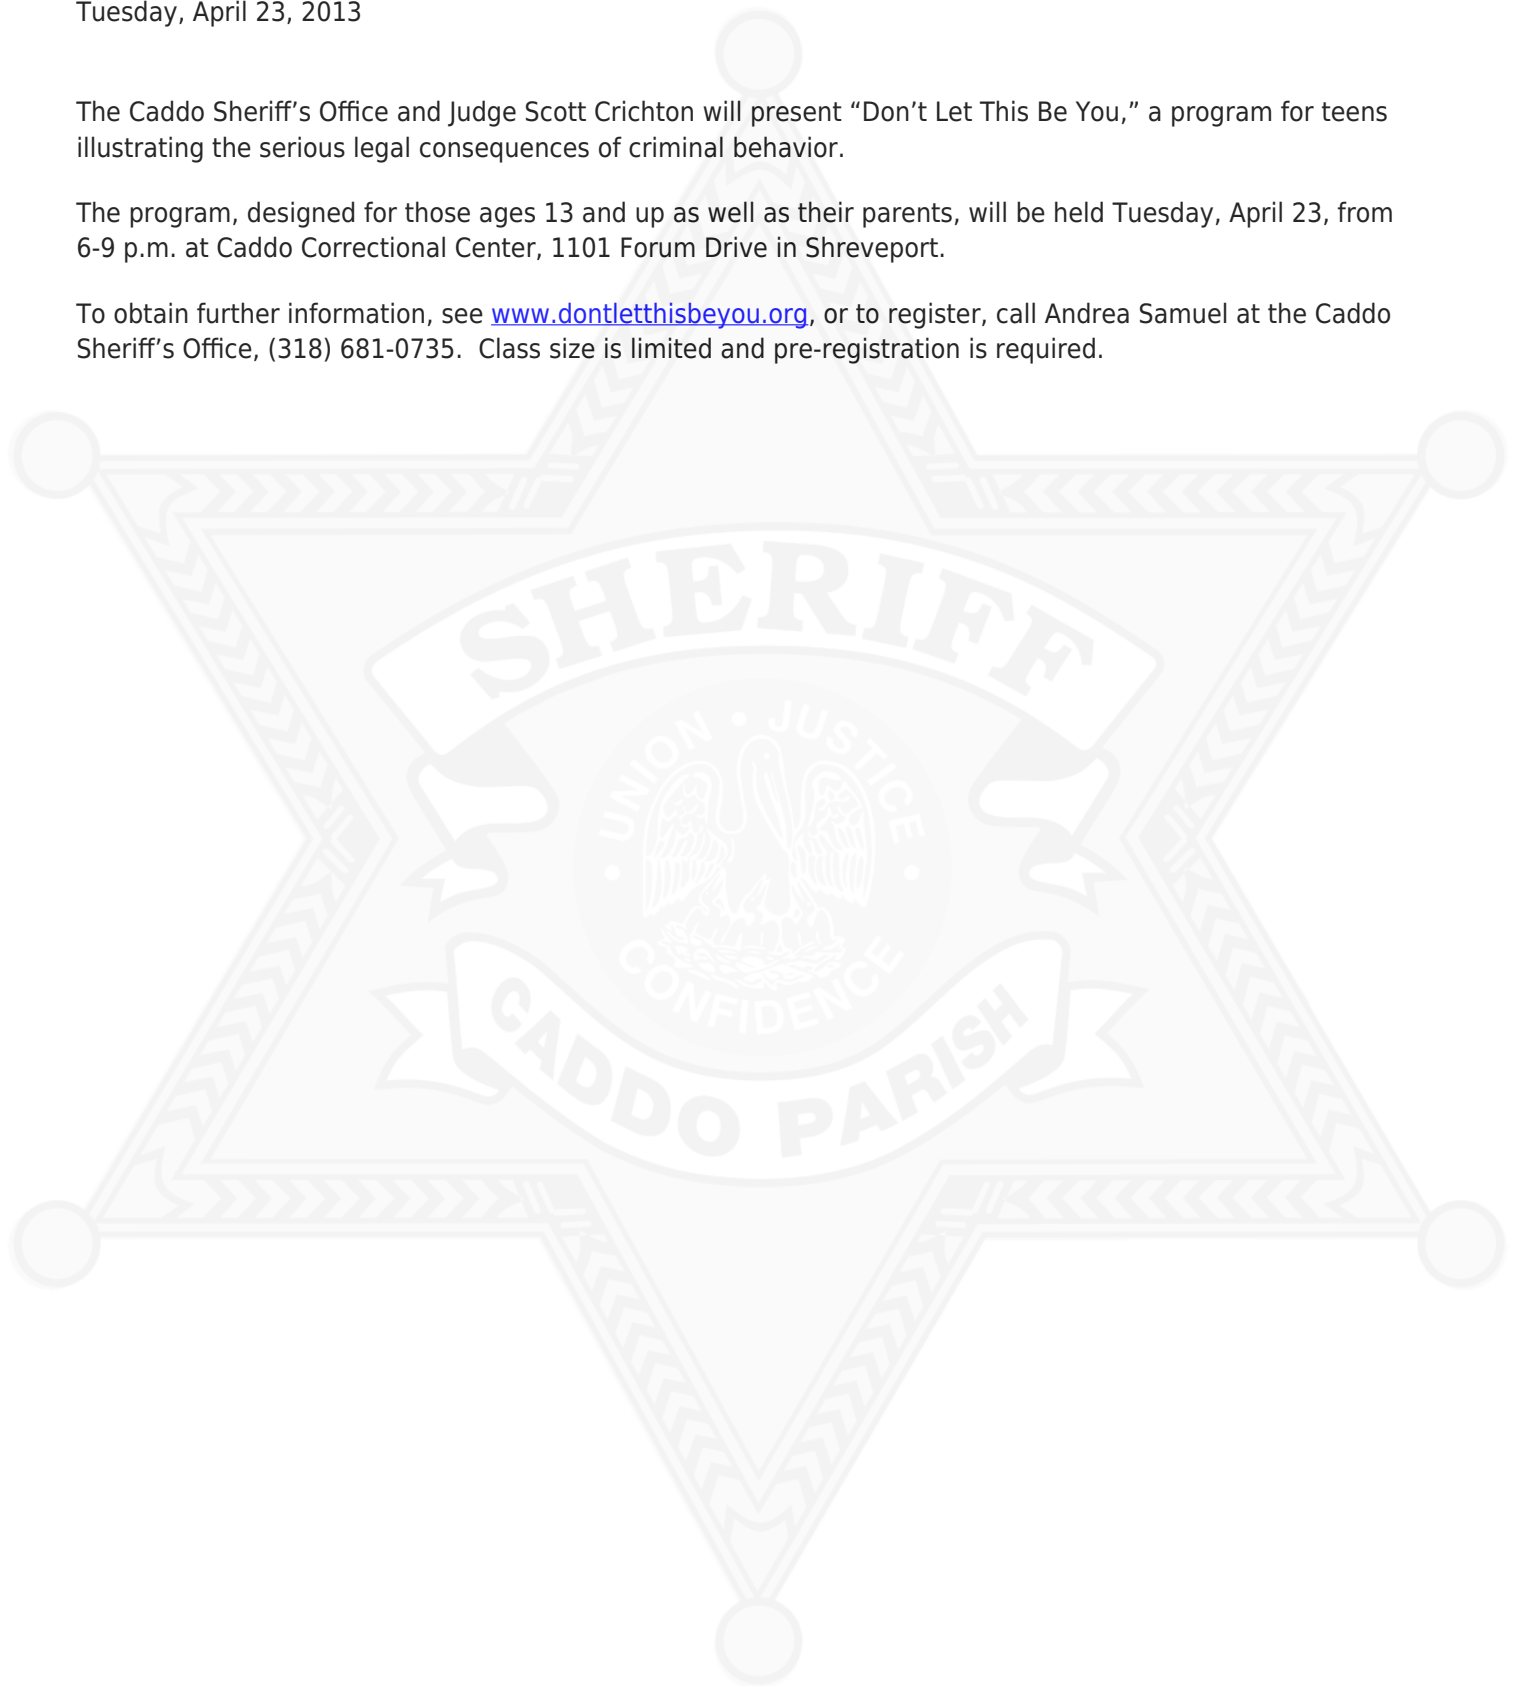 Tuesday, April 23, 2013
The Caddo Sheriff’s Office and Judge Scott Crichton will present “Don’t Let This Be You,” a program for teens
illustrating the serious legal consequences of criminal behavior.
The program, designed for those ages 13 and up as well as their parents, will be held Tuesday, April 23, from
6-9 p.m. at Caddo Correctional Center, 1101 Forum Drive in Shreveport.
To obtain further information, see www.dontletthisbeyou.org, or to register, call Andrea Samuel at the Caddo
Sheriff’s Office, (318) 681-0735.  Class size is limited and pre-registration is required.
SHERIFF
UNION • JUSTICE
• CONFIDENCE •
CADDO PARISH